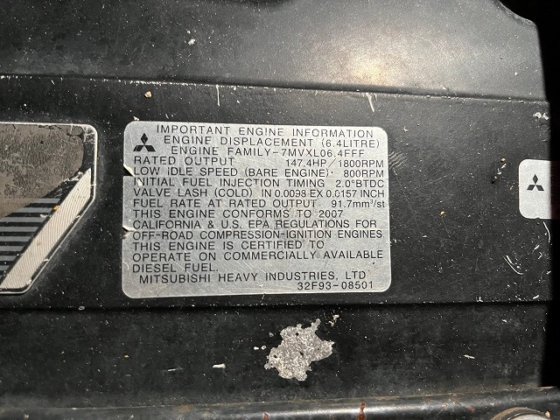 IMPORTANT ENGINE INFORMATION
ENGINE DISPLACEMENT (6.4LITRE)
ENGINE FAMILY-7MVXL06.4FFF
RATED OUTPUT 147.4HP/1800RPM
LOW IDLE SPEED (BARE ENGINE): 800RPM
INITIAL FUEL INJECTION TIMING 2.0°BTDC
VALVE LASH (COLD) IN 0.0098 EX 0.0157 INCH
FUEL RATE AT RATED OUTPUT 91.7mm³/st
THIS ENGINE CONFORMS TO 2007
CALIFORNIA & U.S. EPA REGULATIONS FOR
OFF-ROAD COMPRESSION-IGNITION ENGINES
THIS ENGINE IS CERTIFIED TO
OPERATE ON COMMERCIALLY AVAILABLE
DIESEL FUEL.
MITSUBISHI HEAVY INDUSTRIES, LTD
32F93-08501